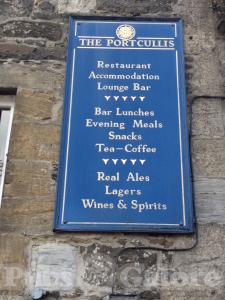 THE PORTCULLIS
Restaurant
Accommodation
Lounge Bar
Bar Lunches
Evening Meals
Snacks
Tea-Coffee
Real Ales
Lagers
Wines & Spirits
Pubs Galore